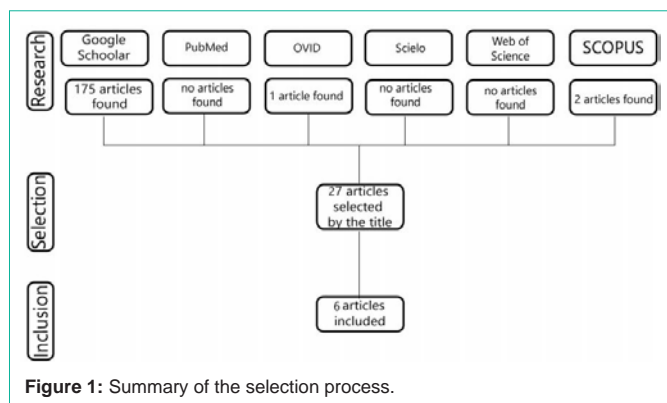 Research
Google
Schoolar
PubMed
OVID
Scielo
Web of
Science
SCOPUS
175 articles
found
no articles
found
1 article found
no articles
found
no articles
found
2 articles found
Selection
27 articles
selected
by the title
Inclusion
6 articles
included
Figure 1: Summary of the selection process.